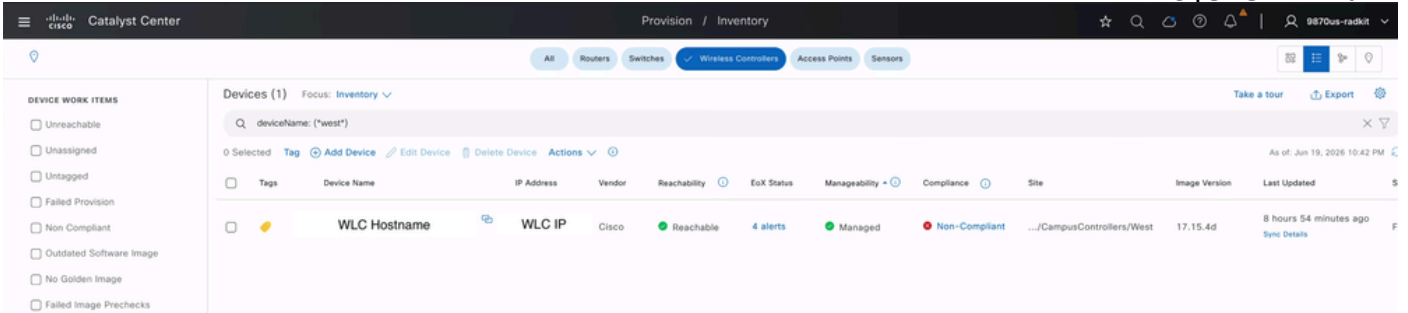 cisco Catalyst Center Provision / Inventory 9870us-radkit
All Routers Switches Wireless Controllers Access Points Sensors
DEVICE WORK ITEMS
Unreachable
Unassigned
Untagged
Failed Provision
Non Compliant
Outdated Software Image
No Golden Image
Failed Image Prechecks
Devices (1) Focus: Inventory Take a tour Export
deviceName: (*west*)
0 Selected Tag Add Device Edit Device Delete Device Actions As of: Jun 19, 2026 10:42 PM
Tags Device Name IP Address Vendor Reachability EoX Status Manageability Compliance Site Image Version Last Updated
WLC Hostname WLC IP Cisco Reachable 4 alerts Managed Non-Compliant .../CampusControllers/West 17.15.4d 8 hours 54 minutes ago
Sync Details